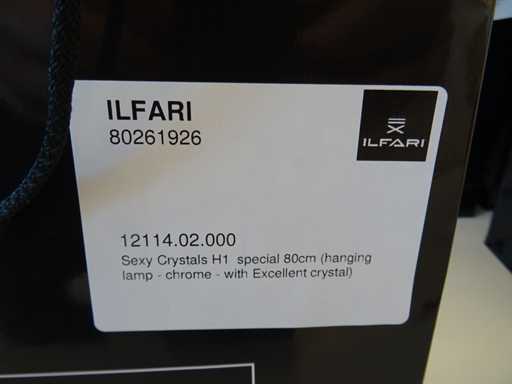 ILFARI
80261926
ILFARI
12114.02.000
Sexy Crystals H1 special 80cm (hanging
lamp - chrome - with Excellent crystal)